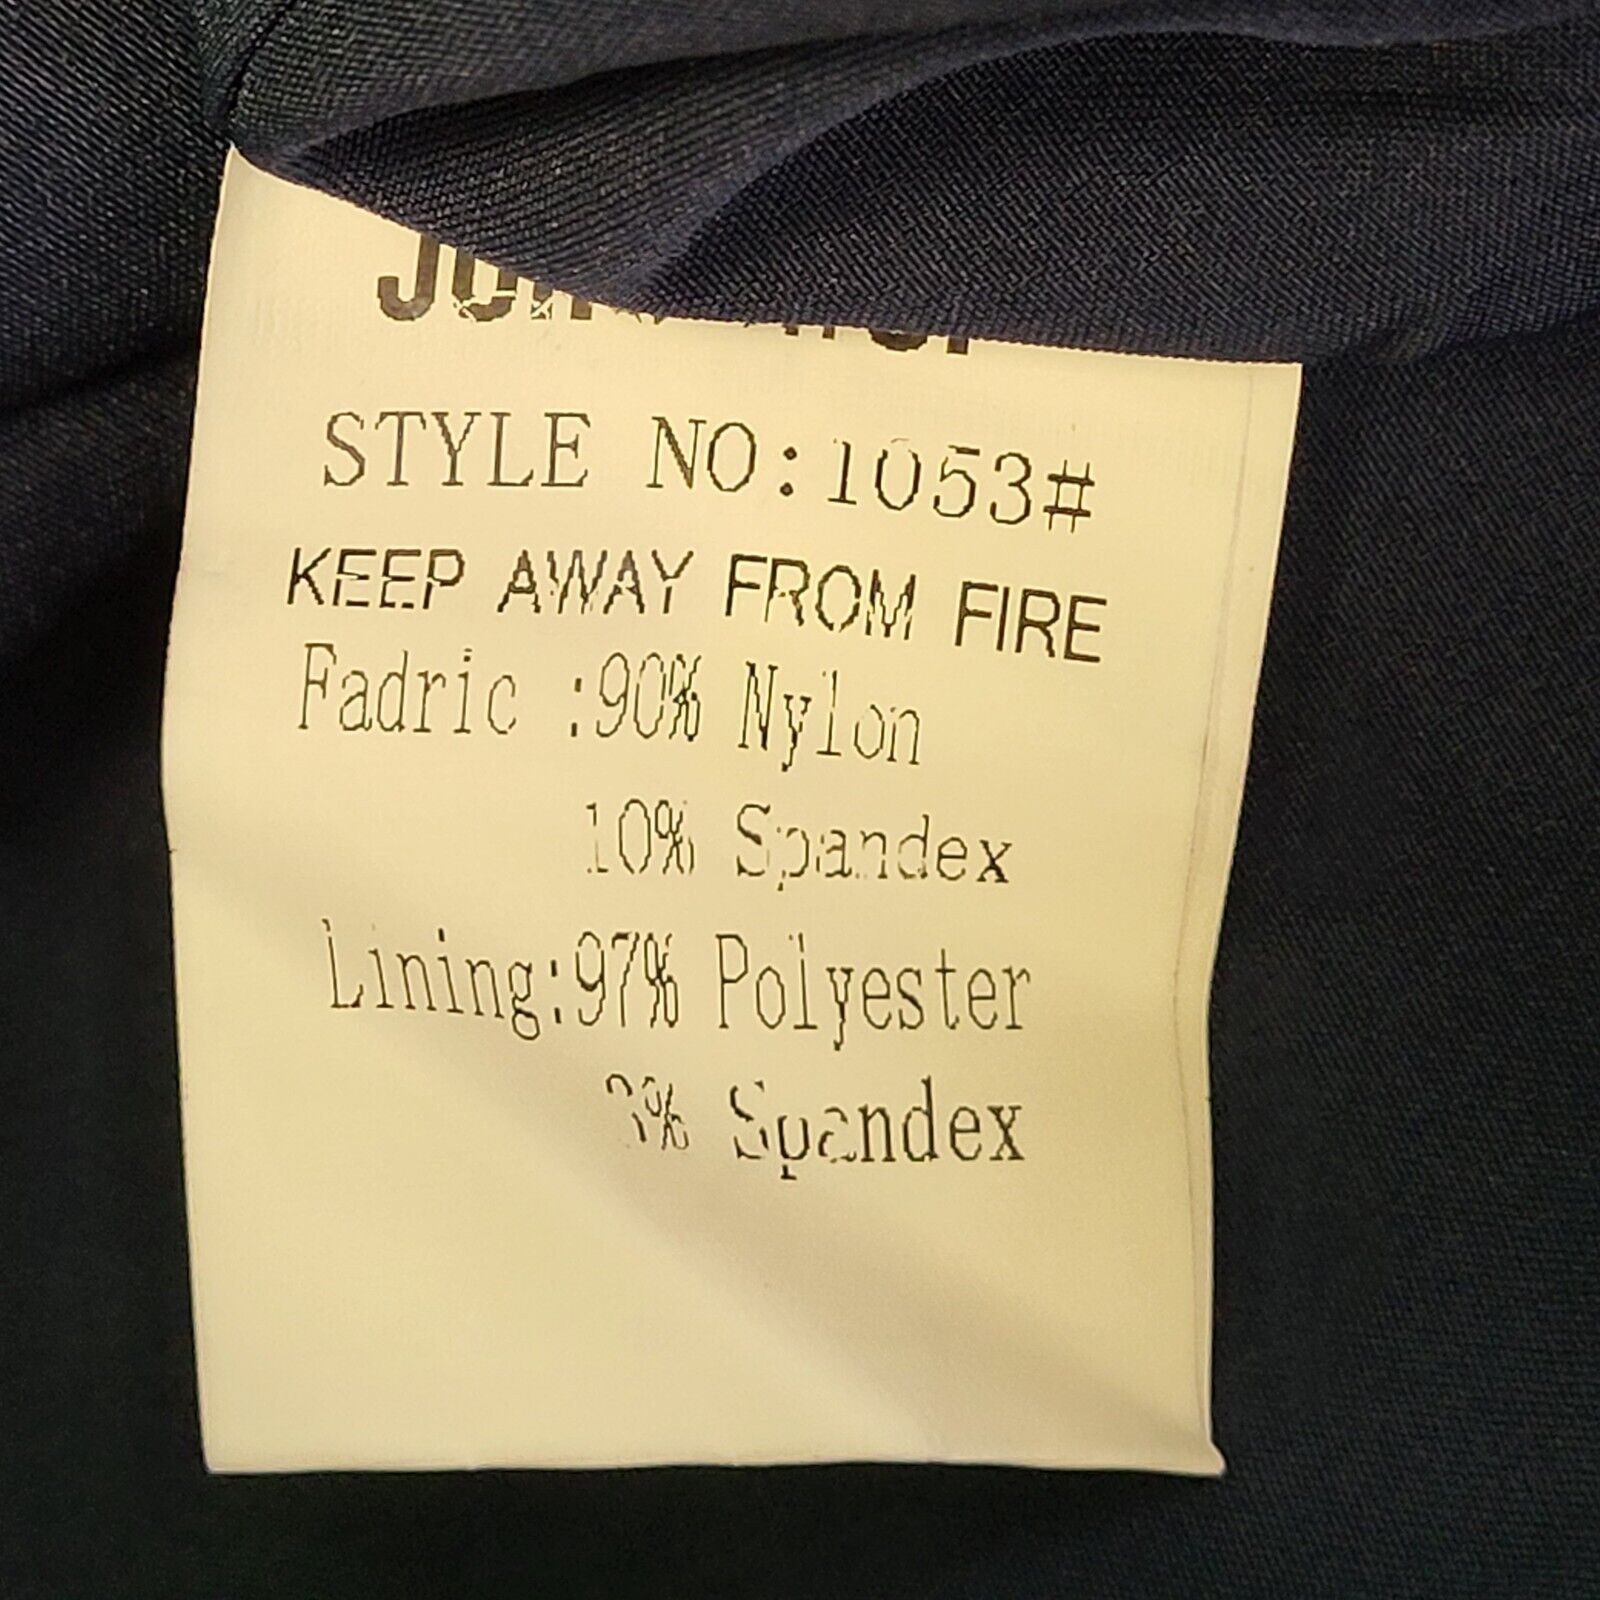 STYLE NO:1053#
KEEP AWAY FROM FIRE
Fadric :90% Nylon
10% Spandex
Lining:97% Polyester
3% Spandex